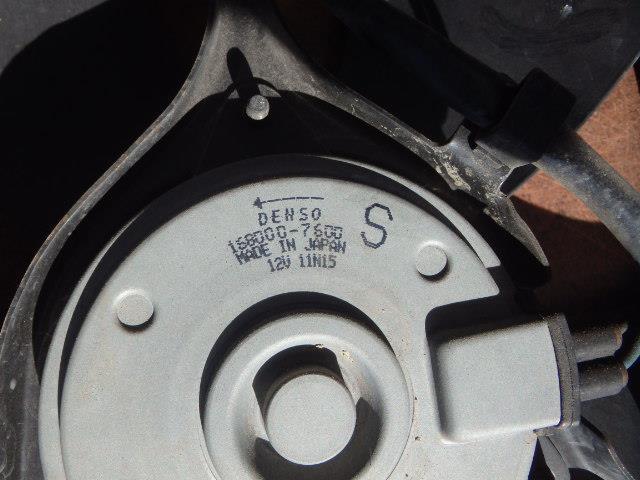 DENSO
168000-7600
MADE IN JAPAN
12V 11N15
S